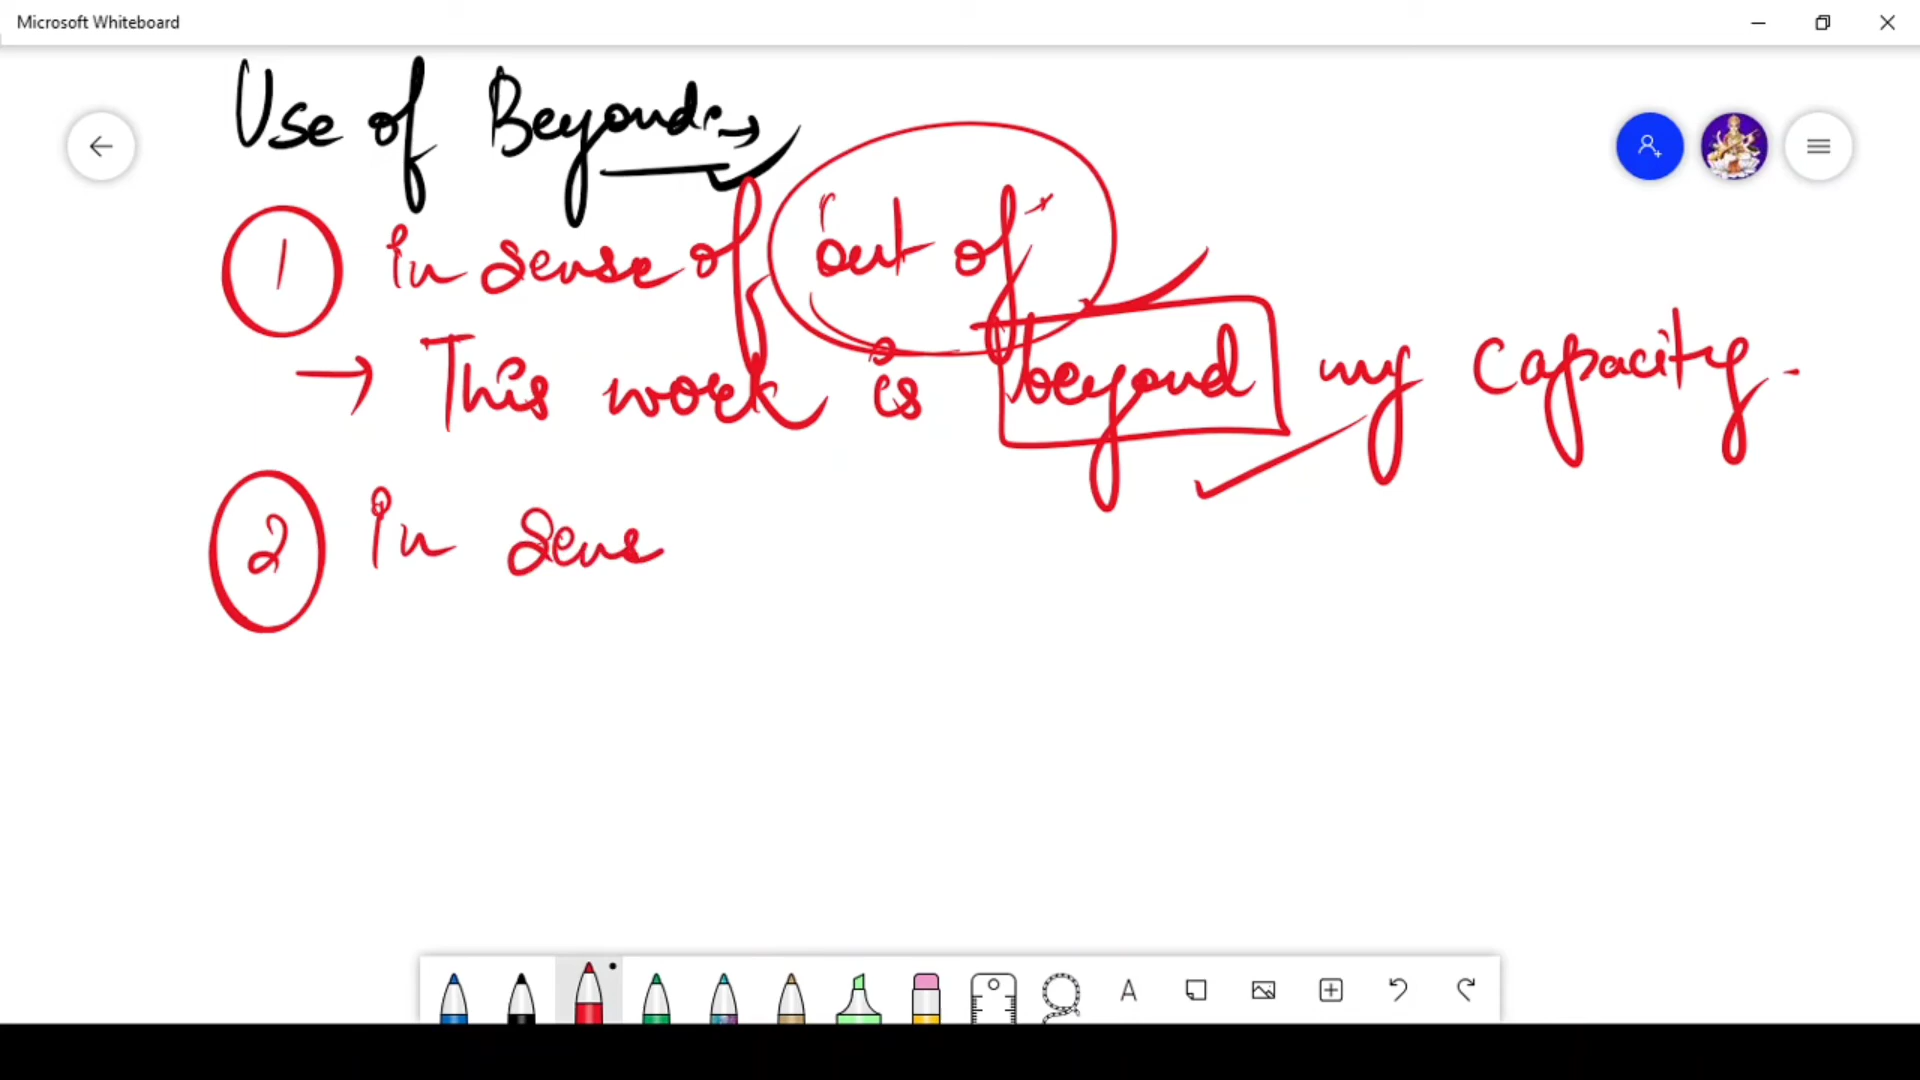 Microsoft Whiteboard
Use of Beyond:→
1 in sense of "out of"
→ This work is beyond my capacity.
2 in sens
A